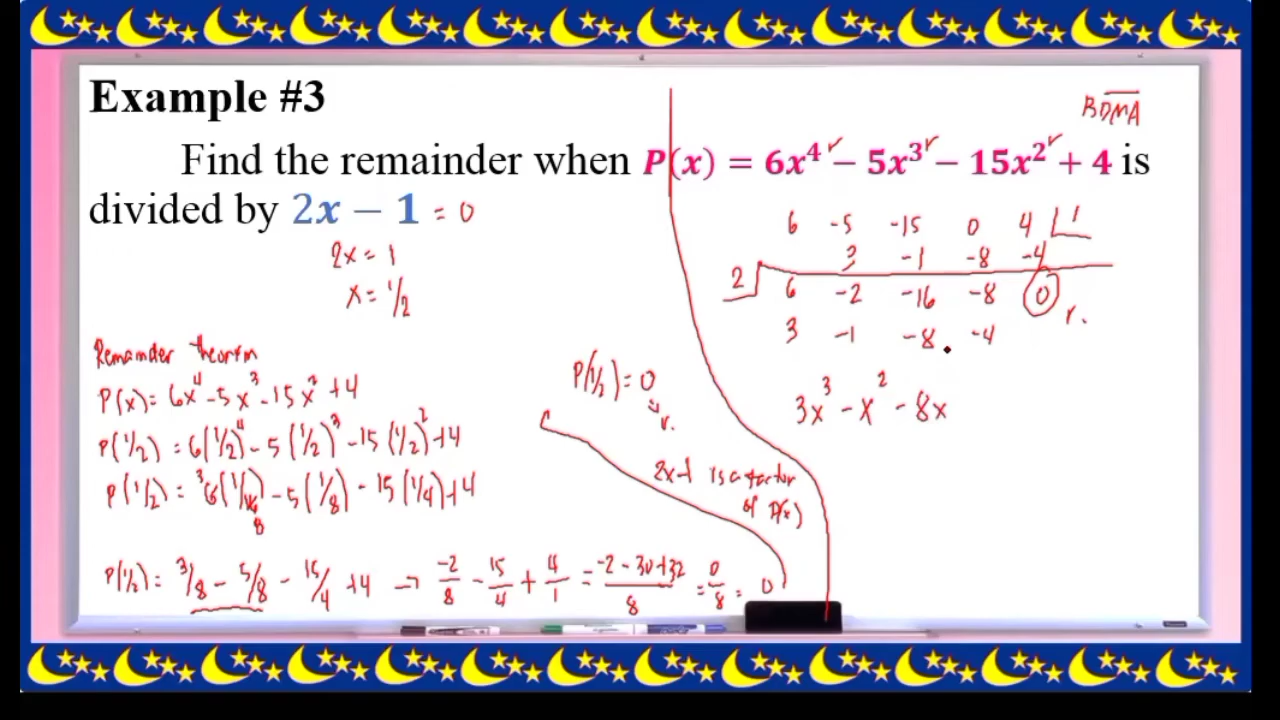 Example #3
BDMA
Find the remainder when P(x) = 6x⁴ − 5x³ − 15x² + 4 is
divided by 2x − 1 = 0
2x = 1
x = 1/2
Remainder theorem
P(x) = 6x⁴ - 5x³ - 15x² + 4
P(1/2) = 6(1/2)⁴ - 5(1/2)³ - 15(1/2)² + 4
P(1/2) = ³6(1/16) - 5(1/8) - 15(1/4) + 4
8
P(1/2) = 3/8 - 5/8 - 15/4 + 4 → -2/8 - 15/4 + 4/1 = -2 - 30 + 32/8 = 0/8 = 0
P(1/2) = 0
r.
2x-1 is a factor
of P(x)
6 -5 -15 0 4 1
3 -1 -8 -4
2 6 -2 -16 -8 0
r.
3 -1 -8 -4
3x³ - x² - 8x